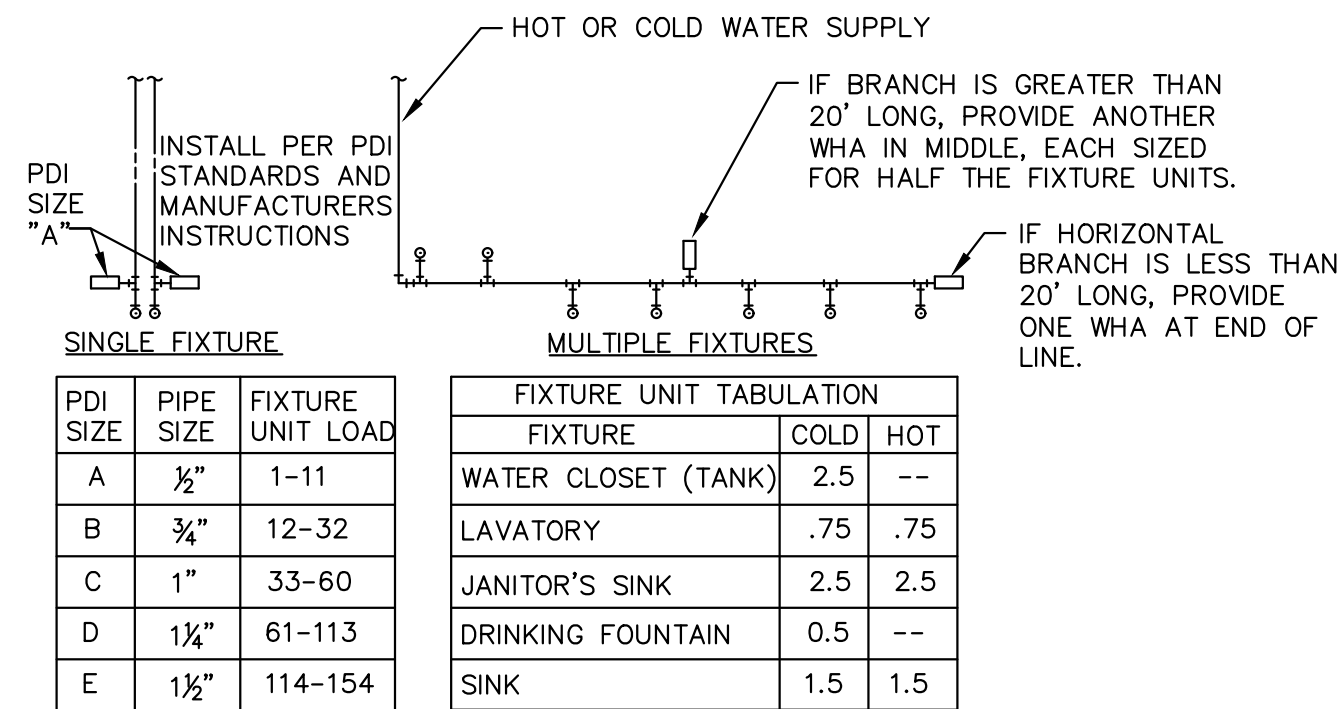 HOT OR COLD WATER SUPPLY
IF BRANCH IS GREATER THAN
20' LONG, PROVIDE ANOTHER
WHA IN MIDDLE, EACH SIZED
FOR HALF THE FIXTURE UNITS.
PDI
SIZE
"A"
INSTALL PER PDI
STANDARDS AND
MANUFACTURERS
INSTRUCTIONS
IF HORIZONTAL
BRANCH IS LESS THAN
20' LONG, PROVIDE
ONE WHA AT END OF
LINE.
SINGLE FIXTURE
MULTIPLE FIXTURES
PDI SIZE PIPE SIZE FIXTURE UNIT LOAD
A ½" 1-11
B ¾" 12-32
C 1" 33-60
D 1¼" 61-113
E 1½" 114-154
FIXTURE UNIT TABULATION
FIXTURE COLD HOT
WATER CLOSET (TANK) 2.5 --
LAVATORY .75 .75
JANITOR'S SINK 2.5 2.5
DRINKING FOUNTAIN 0.5 --
SINK 1.5 1.5